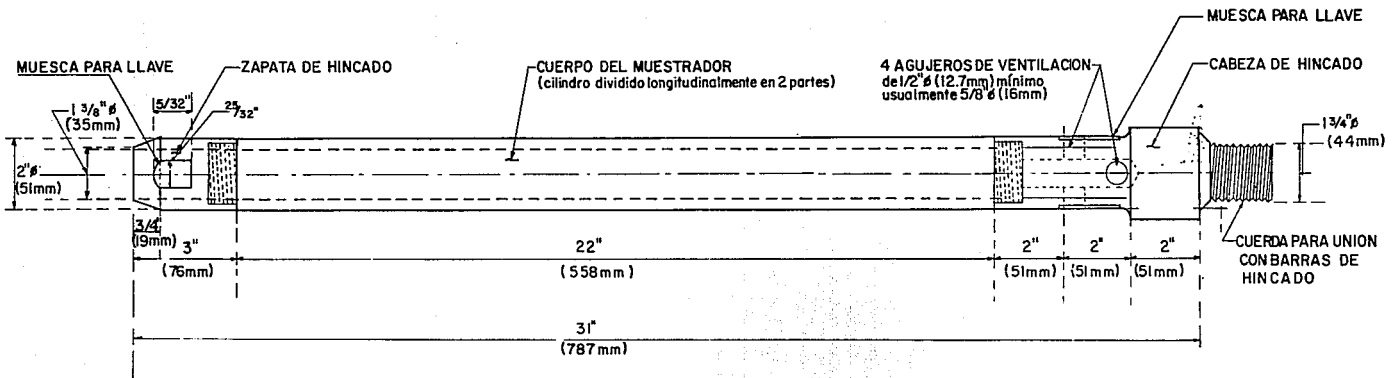 MUESCA PARA LLAVE
MUESCA PARA LLAVE
ZAPATA DE HINCADO
CUERPO DEL MUESTRADOR
(cilindro dividido longitudinalmente en 2 partes)
4 AGUJEROS DE VENTILACION
de 1/2"ø (12.7mm) mínimo
usualmente 5/8"ø (16mm)
CABEZA DE HINCADO
5/32"
25/32"
1 3/8"ø
(35mm)
2"ø
(51mm)
1 3/4"ø
(44mm)
3/4"
(19mm)
3"
(76mm)
22"
(558mm)
2"
(51mm)
2"
(51mm)
2"
(51mm)
CUERDA PARA UNION
CON BARRAS DE
HINCADO
31"
(787mm)